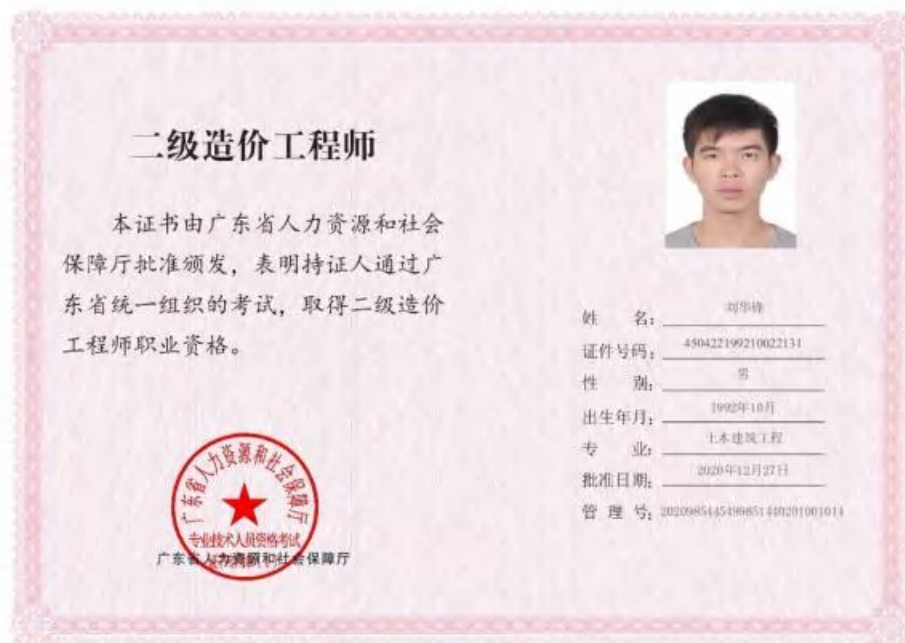 二级造价工程师
本证书由广东省人力资源和社会
保障厅批准颁发，表明持证人通过广
东省统一组织的考试，取得二级造价
工程师职业资格。
广东省人力资源和社会保障厅
专业技术人员资格考试
广东省人力资源和社会保障厅
姓 名：刘华锋
证件号码：450422199210022131
性 别：男
出生年月：1992年10月
专 业：土木建筑工程
批准日期：2020年12月27日
管 理 号：